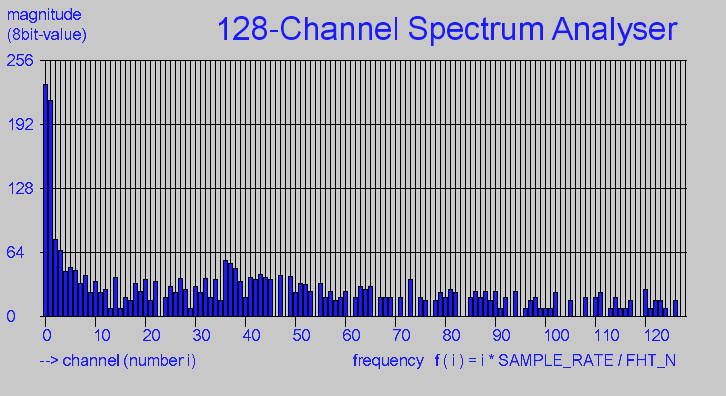 magnitude
(8bit-value)
128-Channel Spectrum Analyser
256
192
128
64
0
0 10 20 30 40 50 60 70 80 90 100 110 120
--> channel (number i)
frequency f ( i ) = i * SAMPLE_RATE / FHT_N